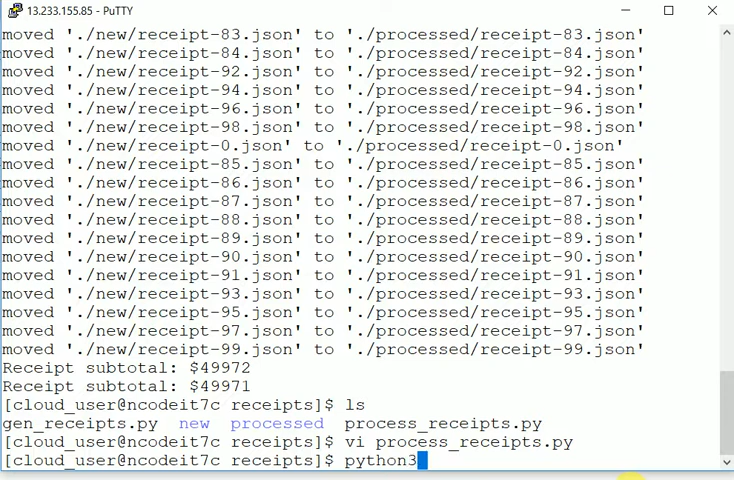 13.233.155.85 - PuTTY
moved './new/receipt-83.json' to './processed/receipt-83.json'
moved './new/receipt-84.json' to './processed/receipt-84.json'
moved './new/receipt-92.json' to './processed/receipt-92.json'
moved './new/receipt-94.json' to './processed/receipt-94.json'
moved './new/receipt-96.json' to './processed/receipt-96.json'
moved './new/receipt-98.json' to './processed/receipt-98.json'
moved './new/receipt-0.json' to './processed/receipt-0.json'
moved './new/receipt-85.json' to './processed/receipt-85.json'
moved './new/receipt-86.json' to './processed/receipt-86.json'
moved './new/receipt-87.json' to './processed/receipt-87.json'
moved './new/receipt-88.json' to './processed/receipt-88.json'
moved './new/receipt-89.json' to './processed/receipt-89.json'
moved './new/receipt-90.json' to './processed/receipt-90.json'
moved './new/receipt-91.json' to './processed/receipt-91.json'
moved './new/receipt-93.json' to './processed/receipt-93.json'
moved './new/receipt-95.json' to './processed/receipt-95.json'
moved './new/receipt-97.json' to './processed/receipt-97.json'
moved './new/receipt-99.json' to './processed/receipt-99.json'
Receipt subtotal: $49972
Receipt subtotal: $49971
[cloud_user@ncodeit7c receipts]$ ls
gen_receipts.py new processed process_receipts.py
[cloud_user@ncodeit7c receipts]$ vi process_receipts.py
[cloud_user@ncodeit7c receipts]$ python3